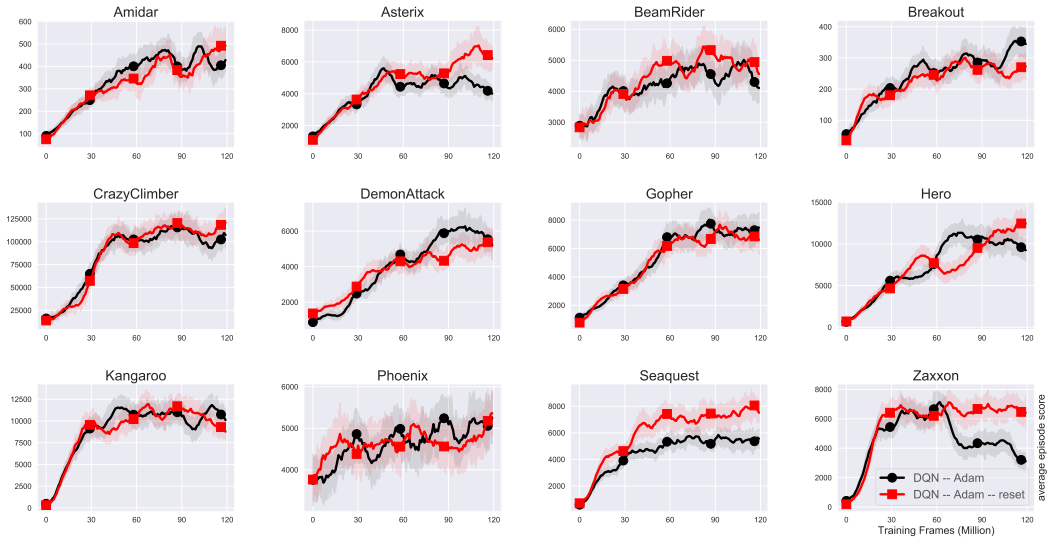 Amidar
600
500
400
300
200
100
0 30 60 90 120
Asterix
8000
6000
4000
2000
0 30 60 90 120
BeamRider
6000
5000
4000
3000
0 30 60 90 120
Breakout
400
300
200
100
0 30 60 90 120
CrazyClimber
125000
100000
75000
50000
25000
0 30 60 90 120
DemonAttack
6000
4000
2000
0 30 60 90 120
Gopher
8000
6000
4000
2000
0 30 60 90 120
Hero
15000
10000
5000
0
0 30 60 90 120
Kangaroo
12500
10000
7500
5000
2500
0
0 30 60 90 120
Phoenix
6000
5000
4000
0 30 60 90 120
Seaquest
8000
6000
4000
2000
0
0 30 60 90 120
Zaxxon
8000
6000
4000
2000
0
0 30 60 90 120
DQN -- Adam
DQN -- Adam -- reset
Training Frames (Million)
average episode score